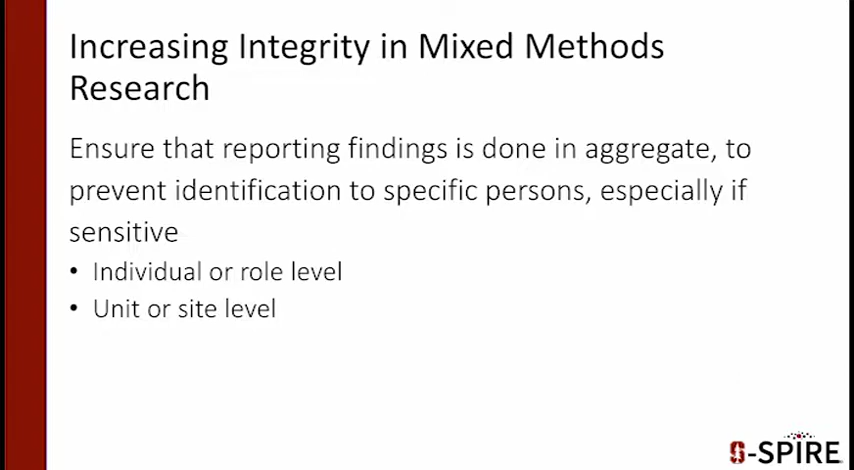 Increasing Integrity in Mixed Methods
Research
Ensure that reporting findings is done in aggregate, to
prevent identification to specific persons, especially if
sensitive
• Individual or role level
• Unit or site level
S-SPIRE